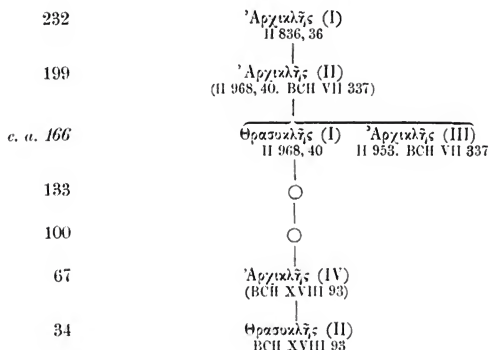 232 Ἀρχικλῆς (I)
II 836, 36
199 Ἀρχικλῆς (II)
(II 968, 40. BCH VII 337)
c. a. 166 Θρασυκλῆς (I) Ἀρχικλῆς (III)
II 968, 40 II 953. BCH VII 337
133
100
67 Ἀρχικλῆς (IV)
(BCH XVIII 93)
34 Θρασυκλῆς (II)
BCH XVIII 93